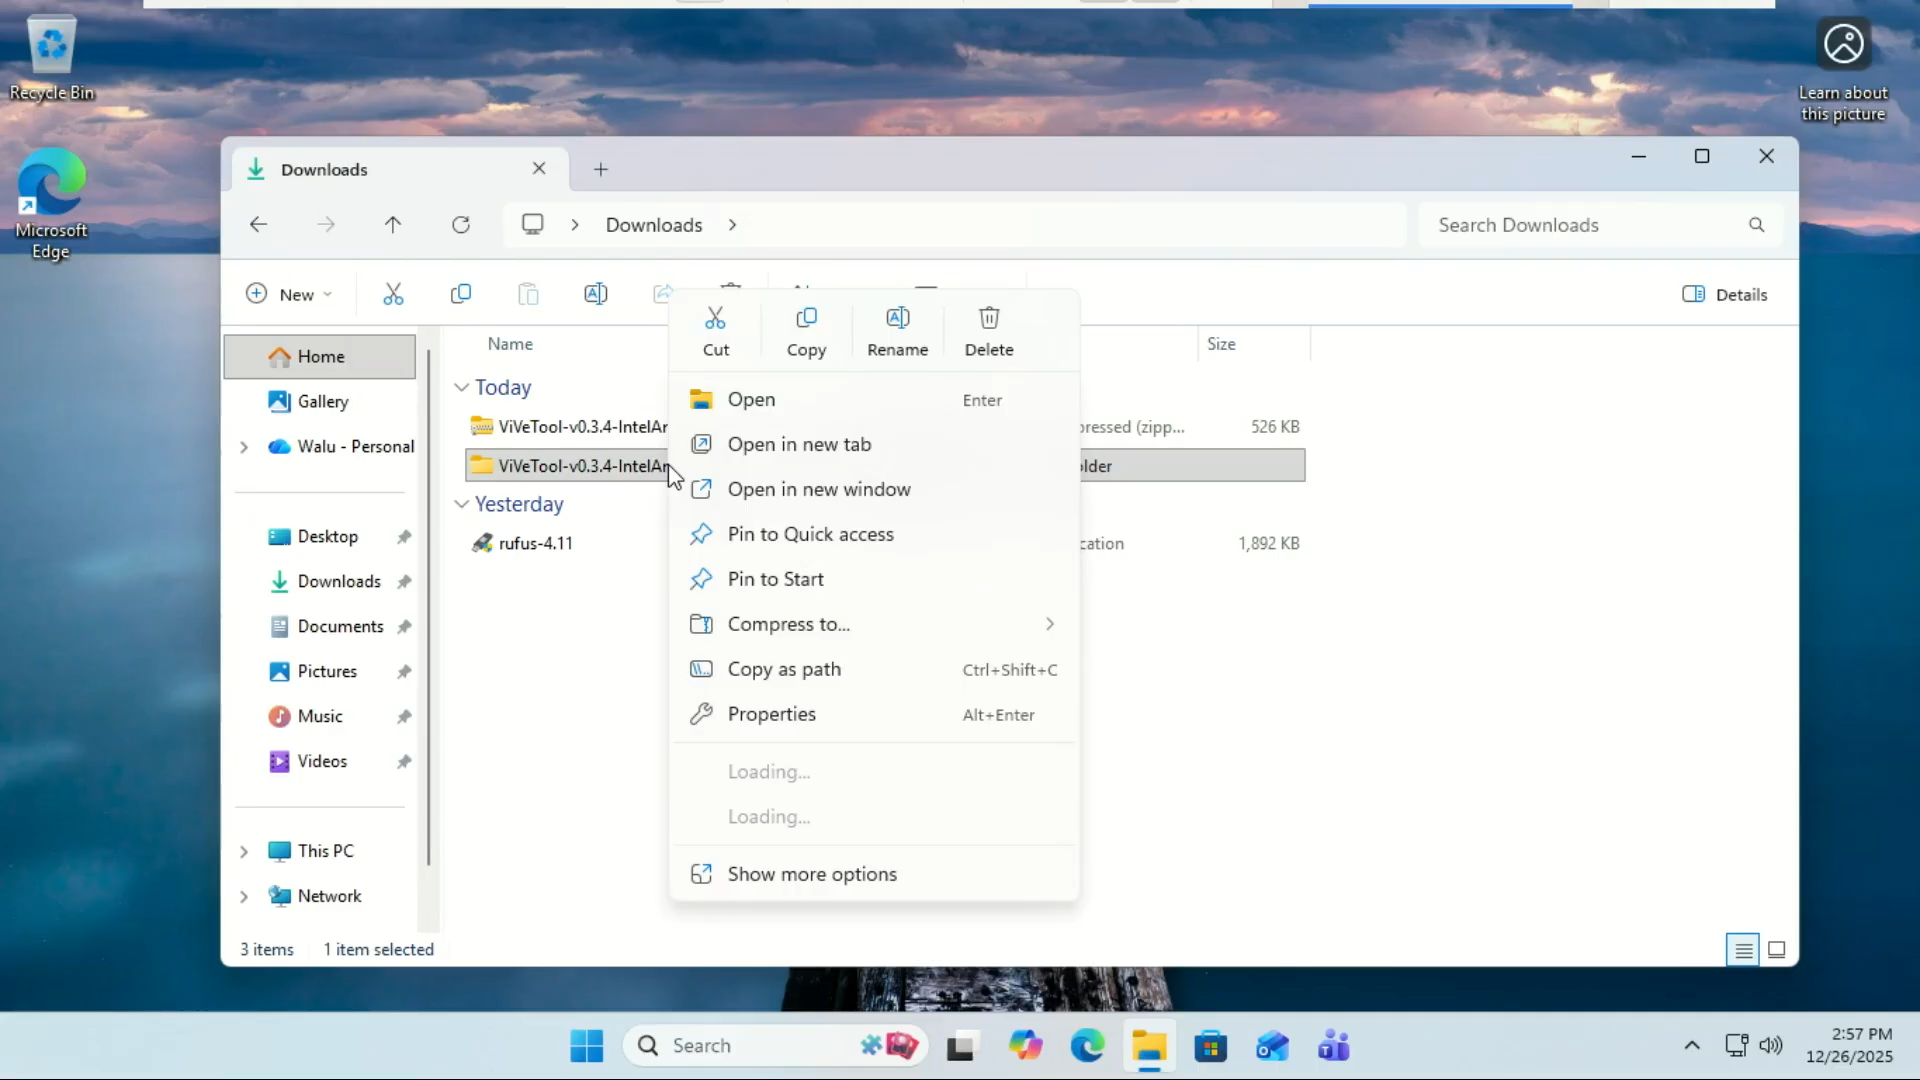 Recycle Bin
Learn about
this picture
Microsoft
Edge
Downloads
Downloads
Search Downloads
New
Details
Cut
Copy
Rename
Delete
Name
Size
Home
Gallery
Walu - Personal
Desktop
Downloads
Documents
Pictures
Music
Videos
This PC
Network
Today
ViVeTool-v0.3.4-IntelAr
pressed (zipp...
526 KB
ViVeTool-v0.3.4-IntelAr
older
Yesterday
rufus-4.11
cation
1,892 KB
Open
Enter
Open in new tab
Open in new window
Pin to Quick access
Pin to Start
Compress to...
Copy as path
Ctrl+Shift+C
Properties
Alt+Enter
Loading...
Loading...
Show more options
3 items
1 item selected
Search
2:57 PM
12/26/2025